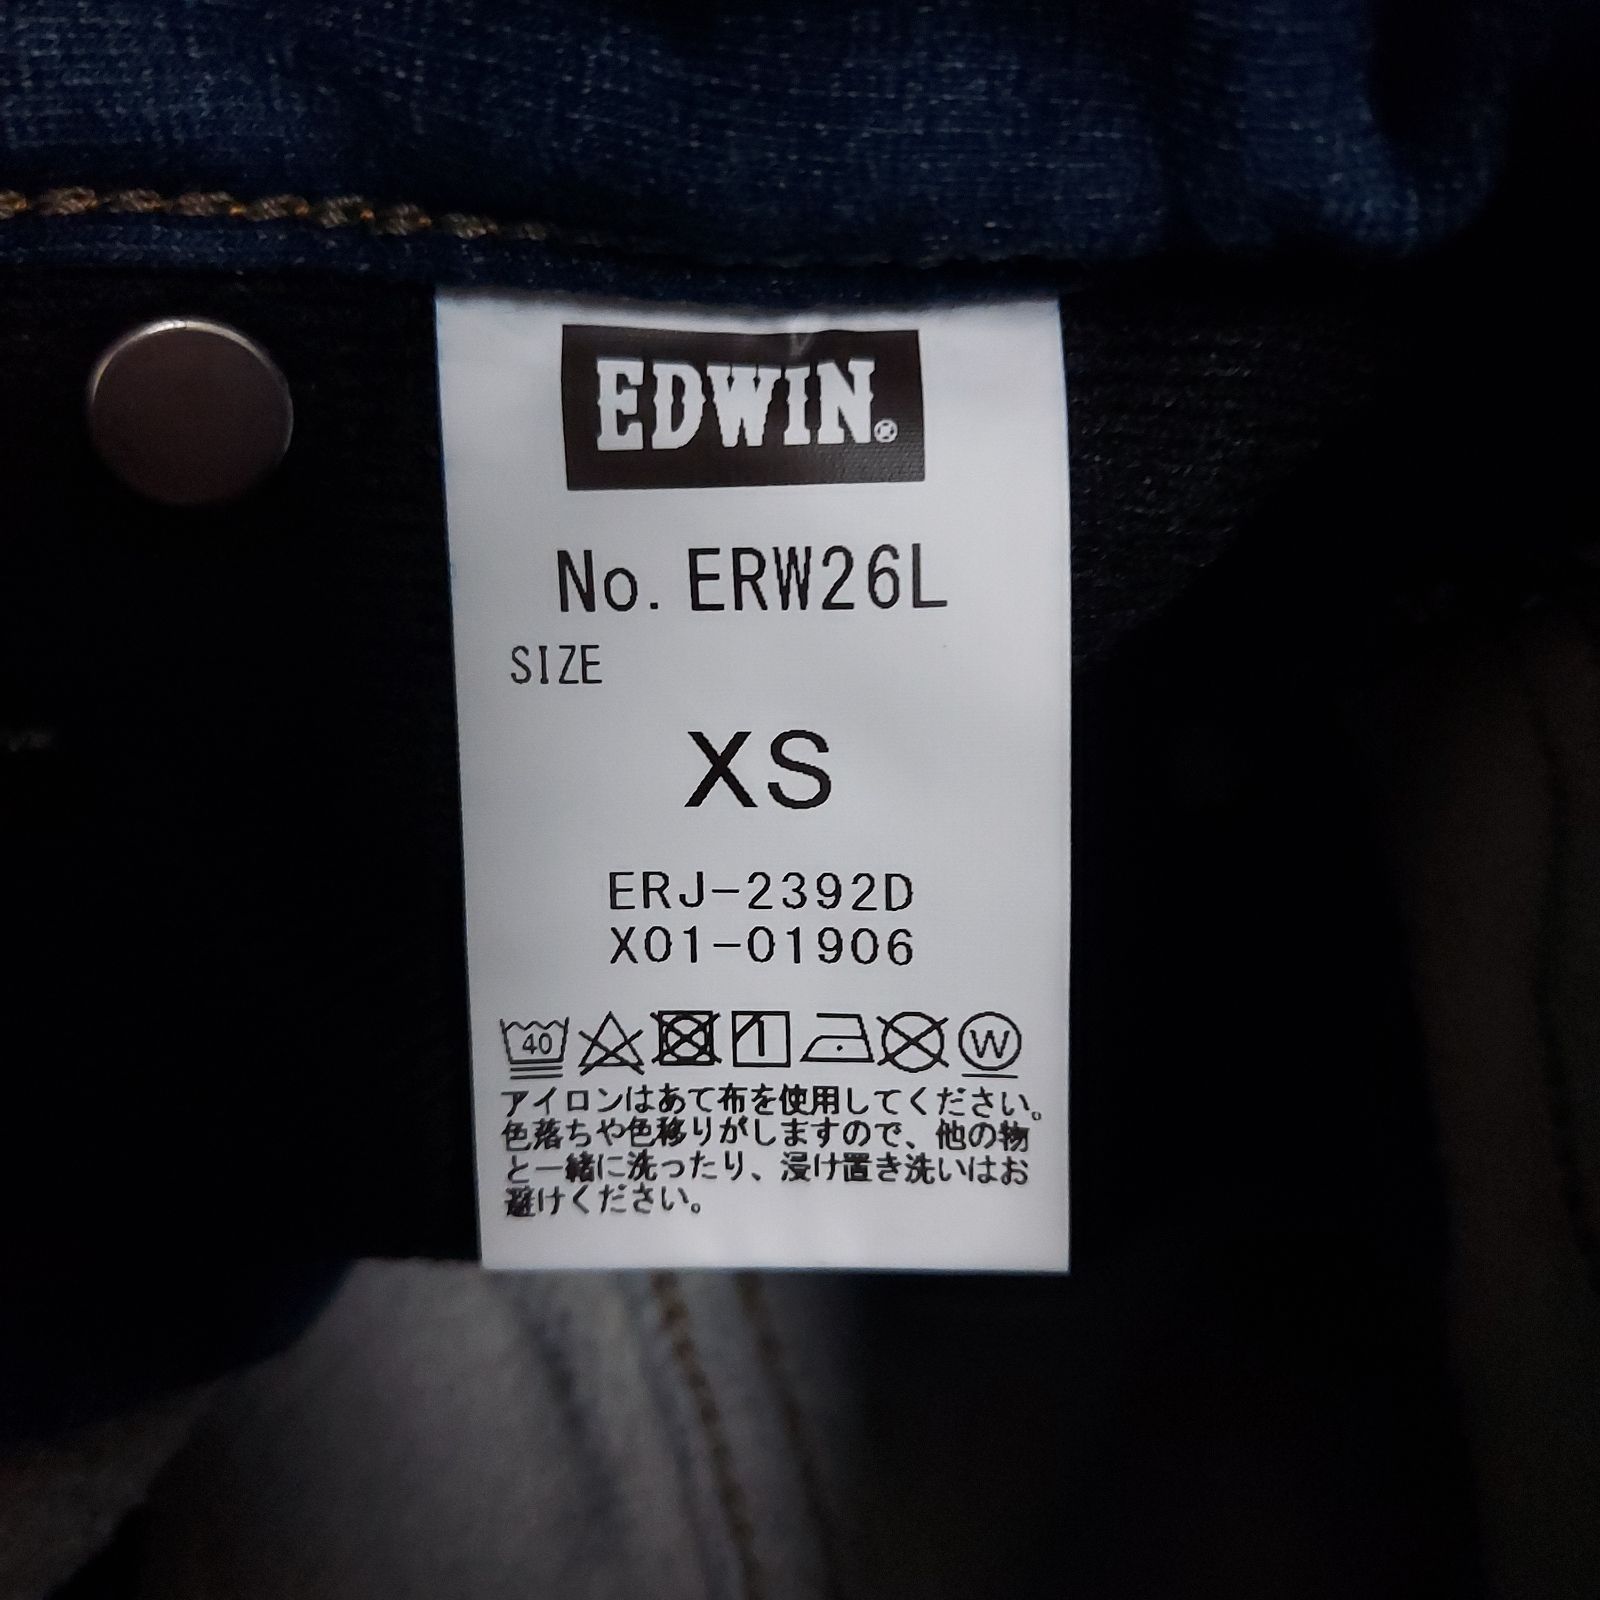 EDWIN®
No. ERW26L
SIZE
XS
ERJ-2392D
X01-01906
40 1 W
アイロンはあて布を使用してください。
色落ちや色移りがしますので、他の物
と一緒に洗ったり、浸け置き洗いはお
避けください。